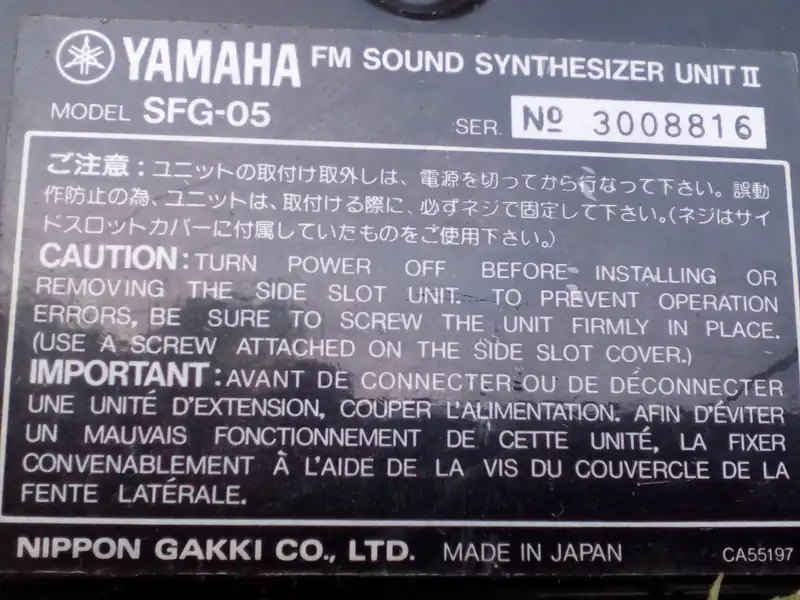 YAMAHA FM SOUND SYNTHESIZER UNIT II
MODEL SFG-05 SER. Nº 3008816
ご注意：ユニットの取付け取外しは、電源を切ってから行なって下さい。誤動
作防止の為、ユニットは、取付ける際に、必ずネジで固定して下さい。（ネジはサイ
ドスロットカバーに付属していたものをご使用下さい。）
CAUTION: TURN POWER OFF BEFORE INSTALLING OR
REMOVING THE SIDE SLOT UNIT. TO PREVENT OPERATION
ERRORS, BE SURE TO SCREW THE UNIT FIRMLY IN PLACE.
(USE A SCREW ATTACHED ON THE SIDE SLOT COVER.)
IMPORTANT: AVANT DE CONNECTER OU DE DÉCONNECTER
UNE UNITÉ D'EXTENSION, COUPER L'ALIMENTATION. AFIN D'ÉVITER
UN MAUVAIS FONCTIONNEMENT DE CETTE UNITÉ, LA FIXER
CONVENABLEMENT À L'AIDE DE LA VIS DU COUVERCLE DE LA
FENTE LATÉRALE.
NIPPON GAKKI CO., LTD. MADE IN JAPAN CA55197